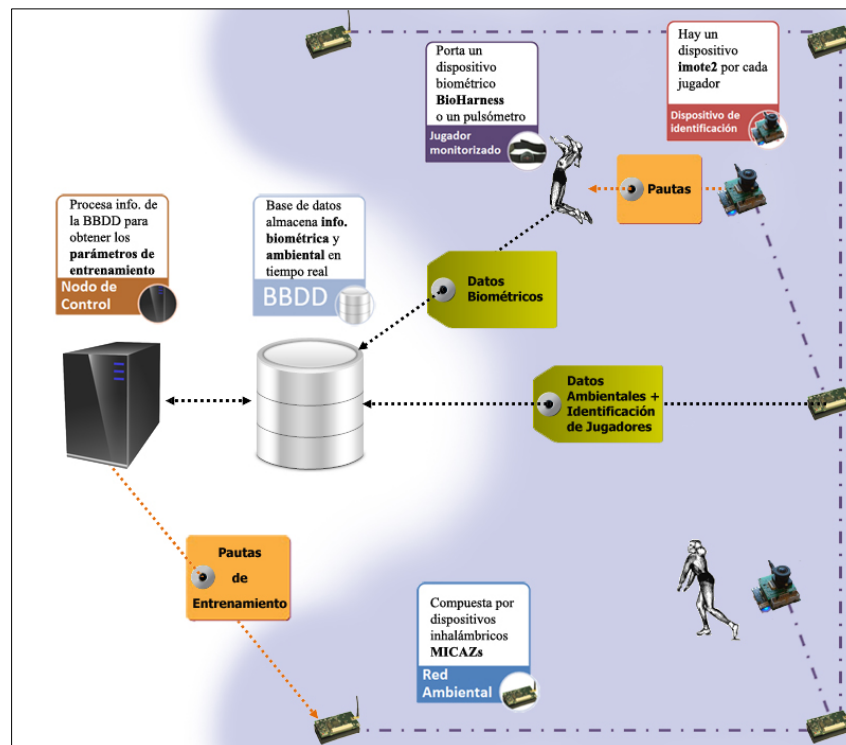 Porta un
dispositivo
biométrico
BioHarness
o un pulsómetro
Jugador
monitorizado
Hay un
dispositivo
imote2 por cada
jugador
Dispositivo de
identificación
Pautas
Procesa info. de
la BBDD para
obtener los
parámetros de
entrenamiento
Nodo de
Control
Base de datos
almacena info.
biométrica y
ambiental en
tiempo real
BBDD
Datos
Biométricos
Datos
Ambientales +
Identificación
de Jugadores
Pautas
de
Entrenamiento
Compuesta por
dispositivos
inhalámbricos
MICAZs
Red
Ambiental